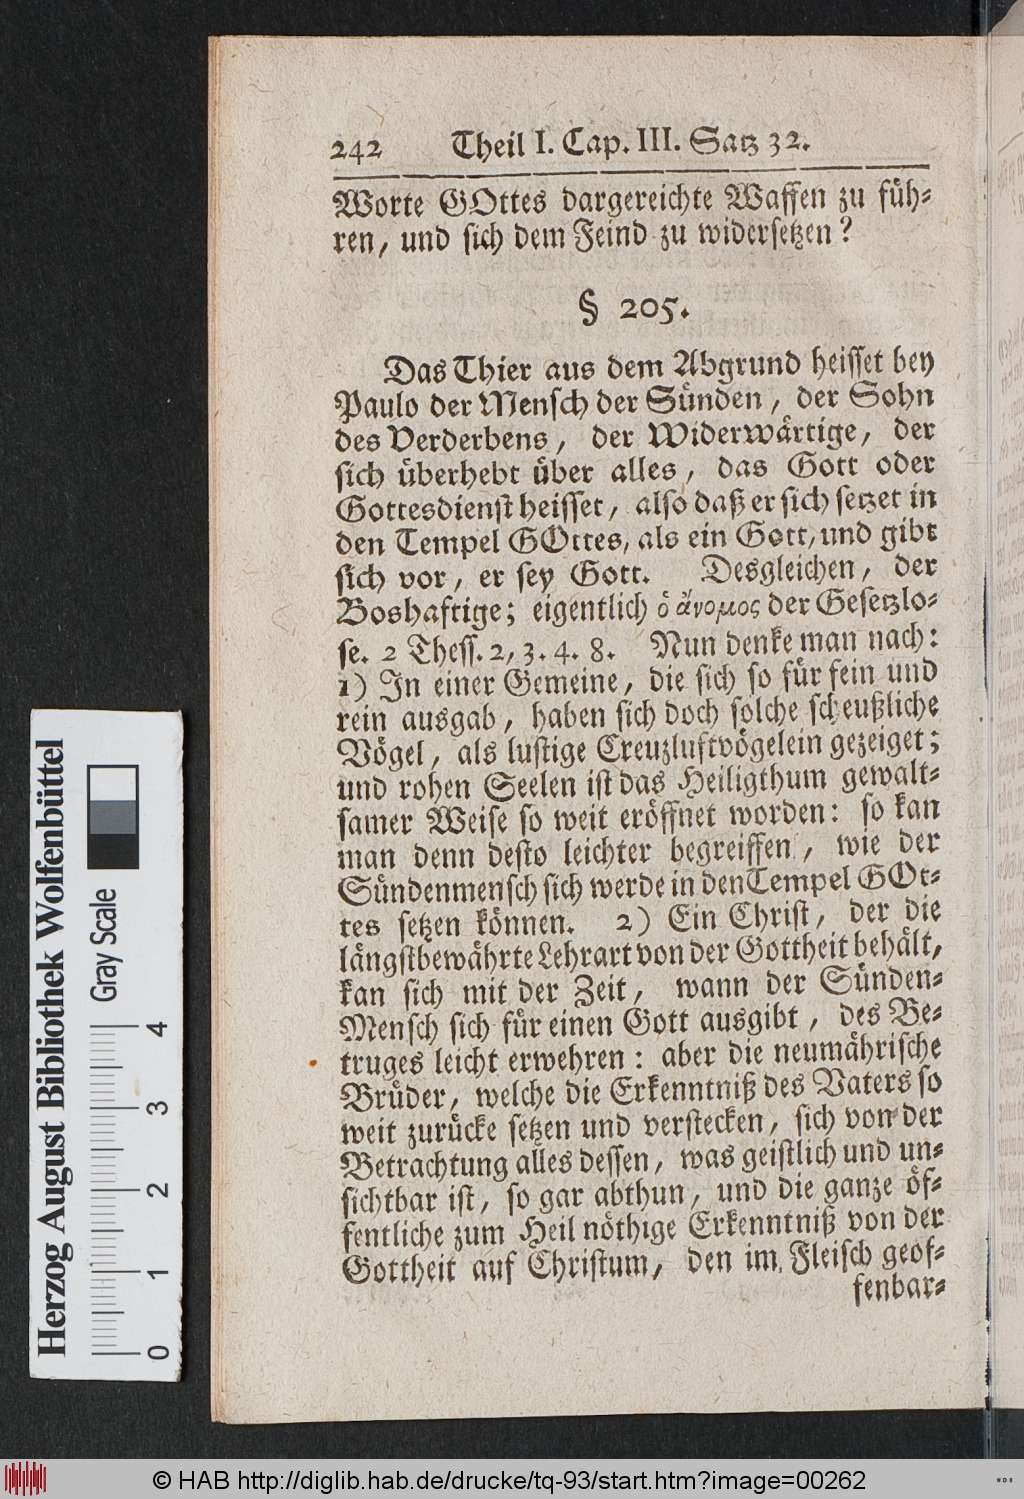 242 Theil I. Cap. III. Satz 32.
Worte GOttes dargereichte Waffen zu füh-
ren, und sich dem Feind zu widersetzen?
§ 205.
Das Thier aus dem Abgrund heisset bey
Paulo der Mensch der Sünden, der Sohn
des Verderbens, der Widerwärtige, der
sich überhebt über alles, das Gott oder
Gottesdienst heisset, also daß er sich setzet in
den Tempel GOttes, als ein Gott, und gibt
sich vor, er sey Gott. Desgleichen, der
Boshaftige; eigentlich ὁ ἄνομος der Gesetzlo-
se. 2 Thess. 2, 3. 4. 8. Nun denke man nach:
1) In einer Gemeine, die sich so für fein und
rein ausgab, haben sich doch solche scheußliche
Vögel, als lustige Creuzluftvögelein gezeiget;
und rohen Seelen ist das Heiligthum gewalt-
samer Weise so weit eröffnet worden: so kan
man denn desto leichter begreiffen, wie der
Sündenmensch sich werde in den Tempel GOt-
tes setzen können. 2) Ein Christ, der die
längstbewährte Lehrart von der Gottheit behält,
kan sich mit der Zeit, wann der Sünden-
Mensch sich für einen Gott ausgibt, des Be-
truges leicht erwehren: aber die neumährische
Brüder, welche die Erkenntniß des Vaters so
weit zurücke setzen und verstecken, sich von der
Betrachtung alles dessen, was geistlich und un-
sichtbar ist, so gar abthun, und die ganze öf-
fentliche zum Heil nöthige Erkenntniß von der
Gottheit auf Christum, den im Fleisch geof-
fenbar-
Herzog August Bibliothek Wolfenbüttel
Gray Scale
0 1 2 3 4
© HAB http://diglib.hab.de/drucke/tq-93/start.htm?image=00262